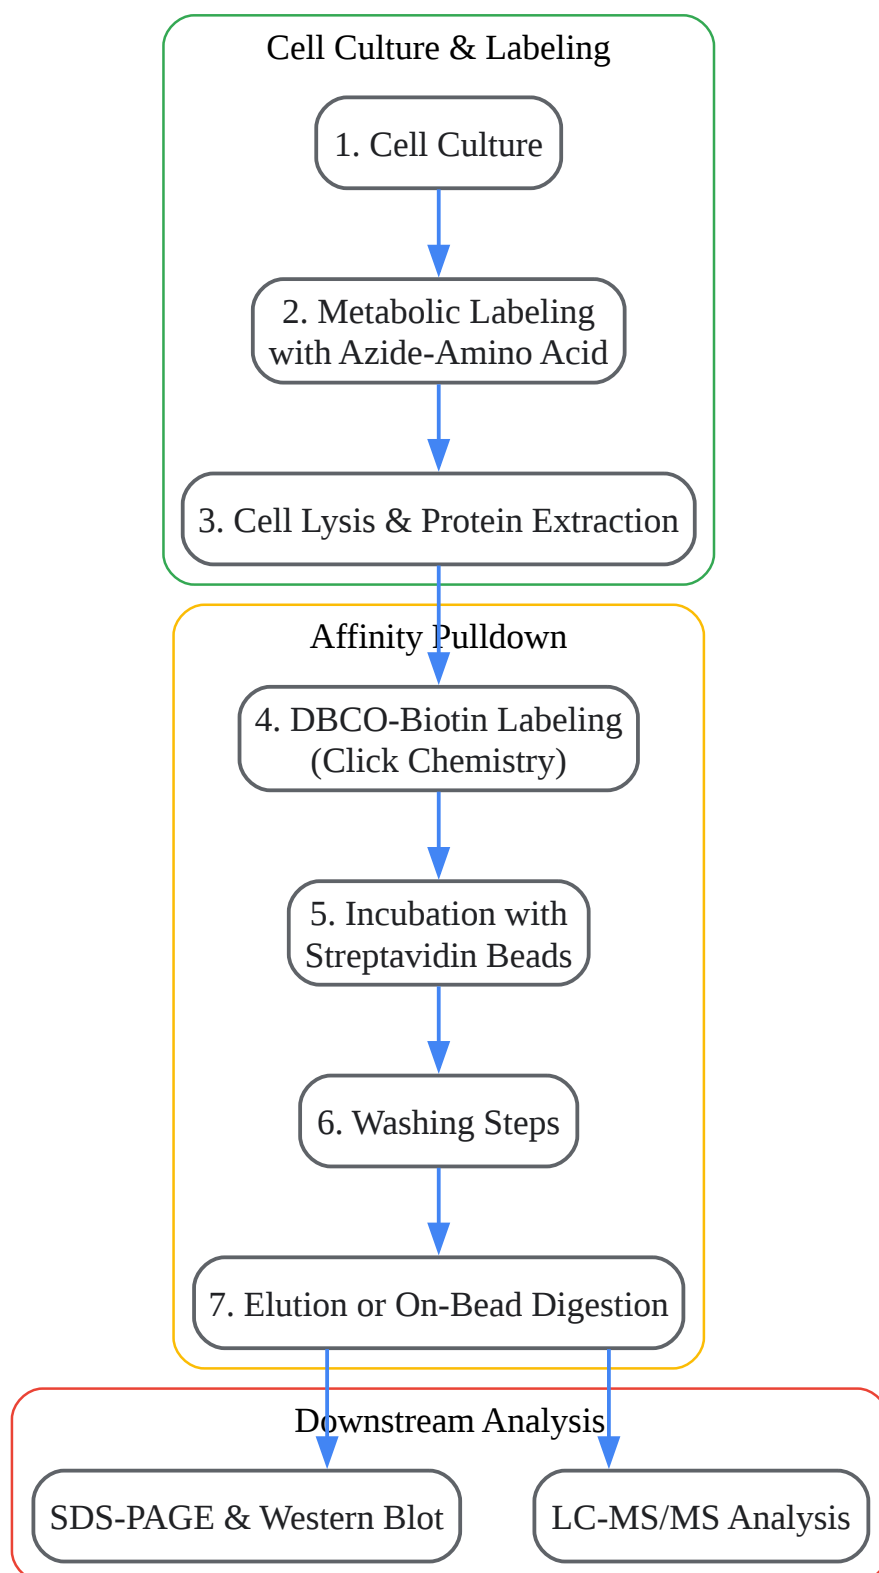 Cell Culture & Labeling
1. Cell Culture
2. Metabolic Labeling
with Azide-Amino Acid
3. Cell Lysis & Protein Extraction
Affinity Pulldown
4. DBCO-Biotin Labeling
(Click Chemistry)
5. Incubation with
Streptavidin Beads
6. Washing Steps
7. Elution or On-Bead Digestion
Downstream Analysis
SDS-PAGE & Western Blot
LC-MS/MS Analysis